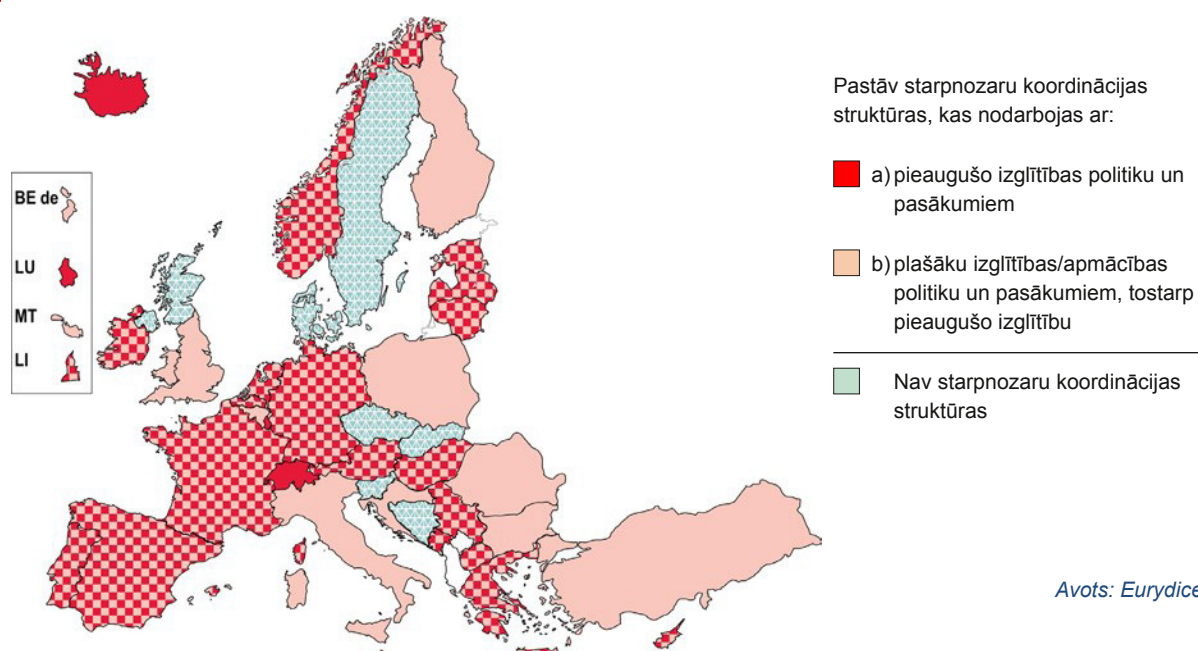 BE de
LU
MT
LI
Pastāv starpnozaru koordinācijas
struktūras, kas nodarbojas ar:
a) pieaugušo izglītības politiku un
pasākumiem
b) plašāku izglītības/apmācības
politiku un pasākumiem, tostarp
pieaugušo izglītību
Nav starpnozaru koordinācijas
struktūras
Avots: Eurydice